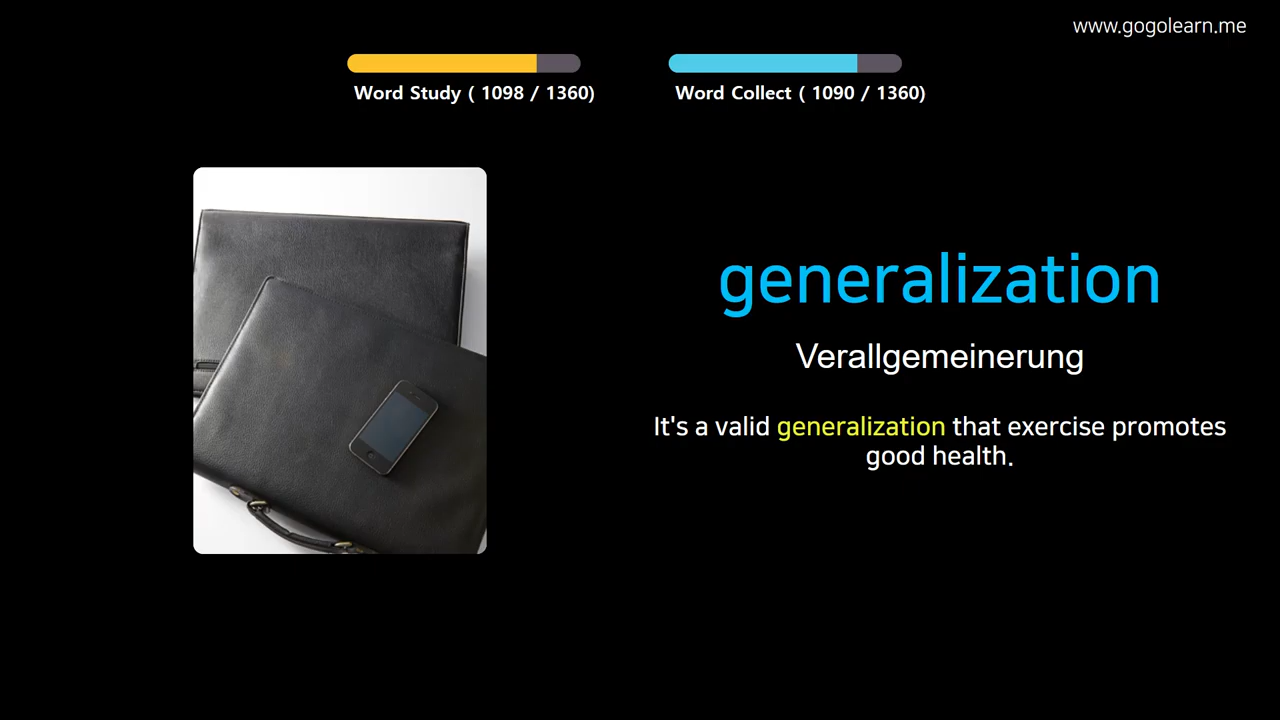 www.gogolearn.me
Word Study ( 1098 / 1360)
Word Collect ( 1090 / 1360)
generalization
Verallgemeinerung
It's a valid generalization that exercise promotes
good health.